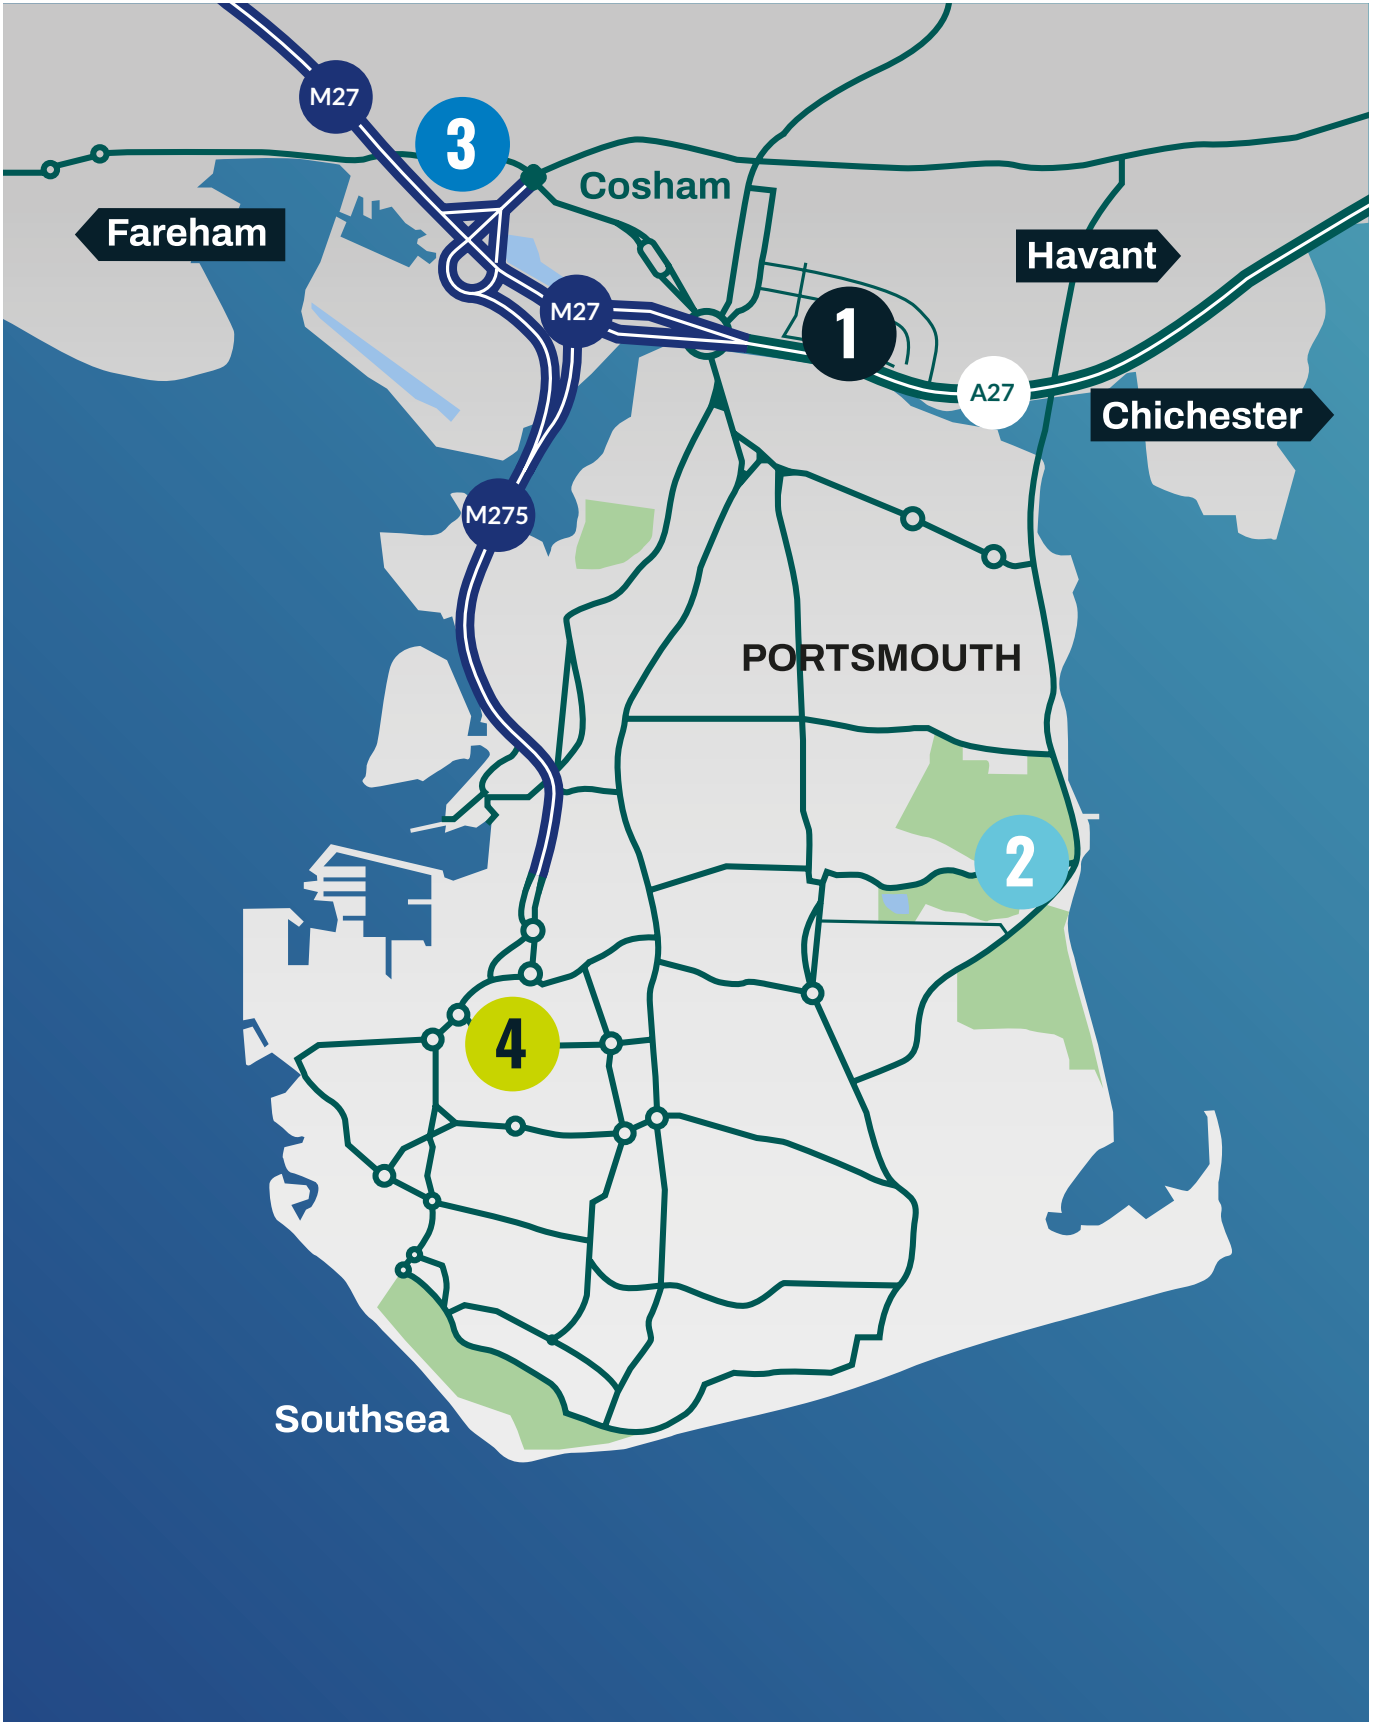 M27
3
Cosham
Fareham
Havant
M27
1
A27
Chichester
M275
PORTSMOUTH
2
4
Southsea